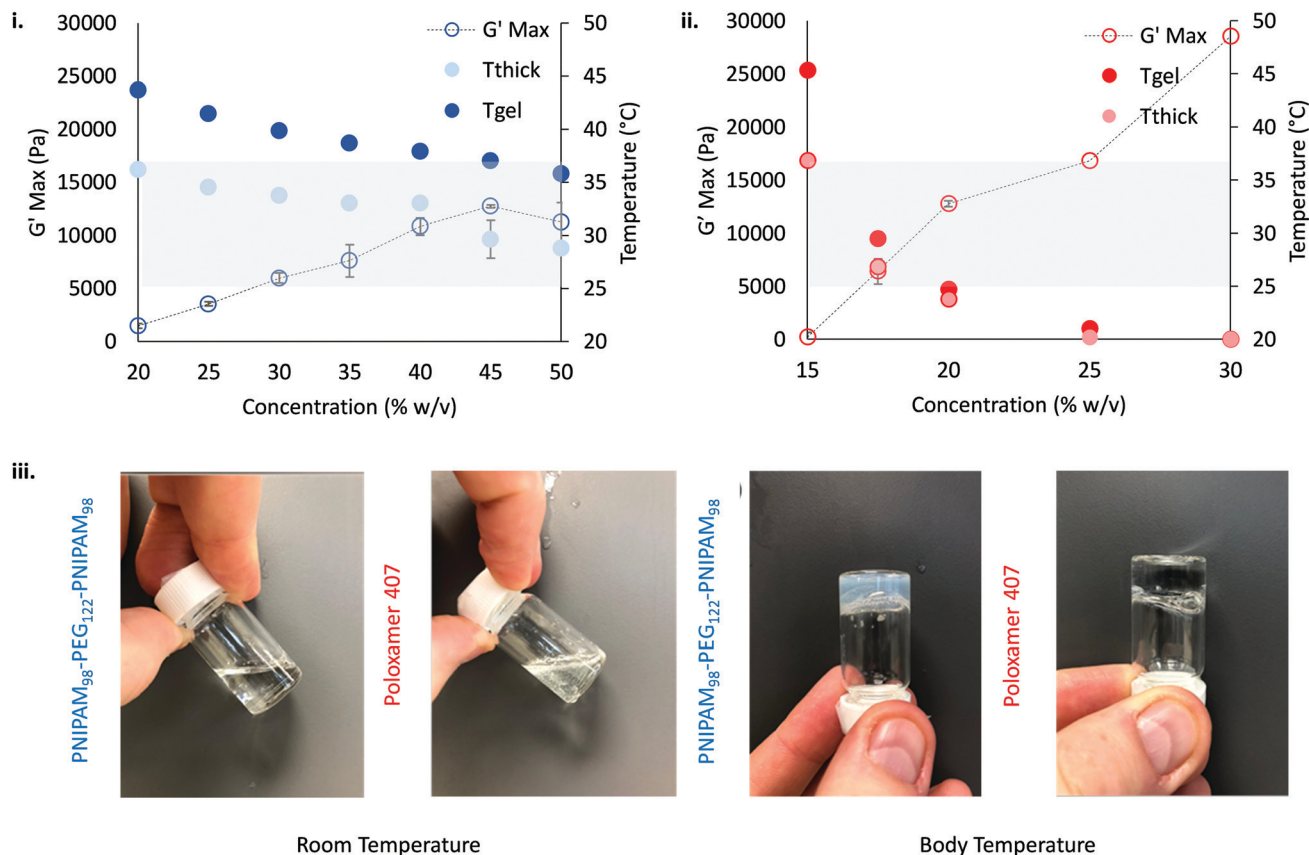 i.
30000
25000
20000
15000
10000
5000
0
G' Max (Pa)
20 25 30 35 40 45 50
Concentration (% w/v)
50
45
40
35
30
25
20
Temperature (°C)
G' Max
Tthick
Tgel
ii.
30000
25000
20000
15000
10000
5000
0
G’ Max (Pa)
15 20 25 30
Concentration (% w/v)
50
45
40
35
30
25
20
Temperature (°C)
G' Max
Tgel
Tthick
iii.
PNIPAM98-PEG122-PNIPAM98
Poloxamer 407
PNIPAM98-PEG122-PNIPAM98
Poloxamer 407
Room Temperature
Body Temperature